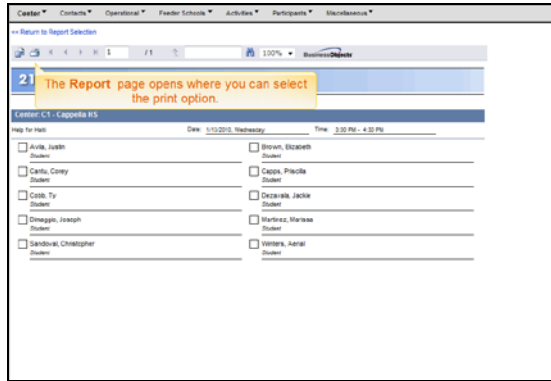 Center Contacts Operational Feeder Schools Activities Participants Miscellaneous
<< Return to Report Selection
1 / 1 100% BusinessObjects
21
The Report page opens where you can select
the print option.
Center: C1 - Cappella HS
Help for Haiti Date: 1/13/2010, Wednesday Time: 3:30 PM - 4:30 PM
Avila, Justin Brown, Elizabeth
Student Student
Cantu, Corey Capps, Priscilla
Student Student
Cobb, Ty Dezavala, Jackie
Student Student
Dimaggio, Joseph Martinez, Marissa
Student Student
Sandoval, Christopher Winters, Aerial
Student Student